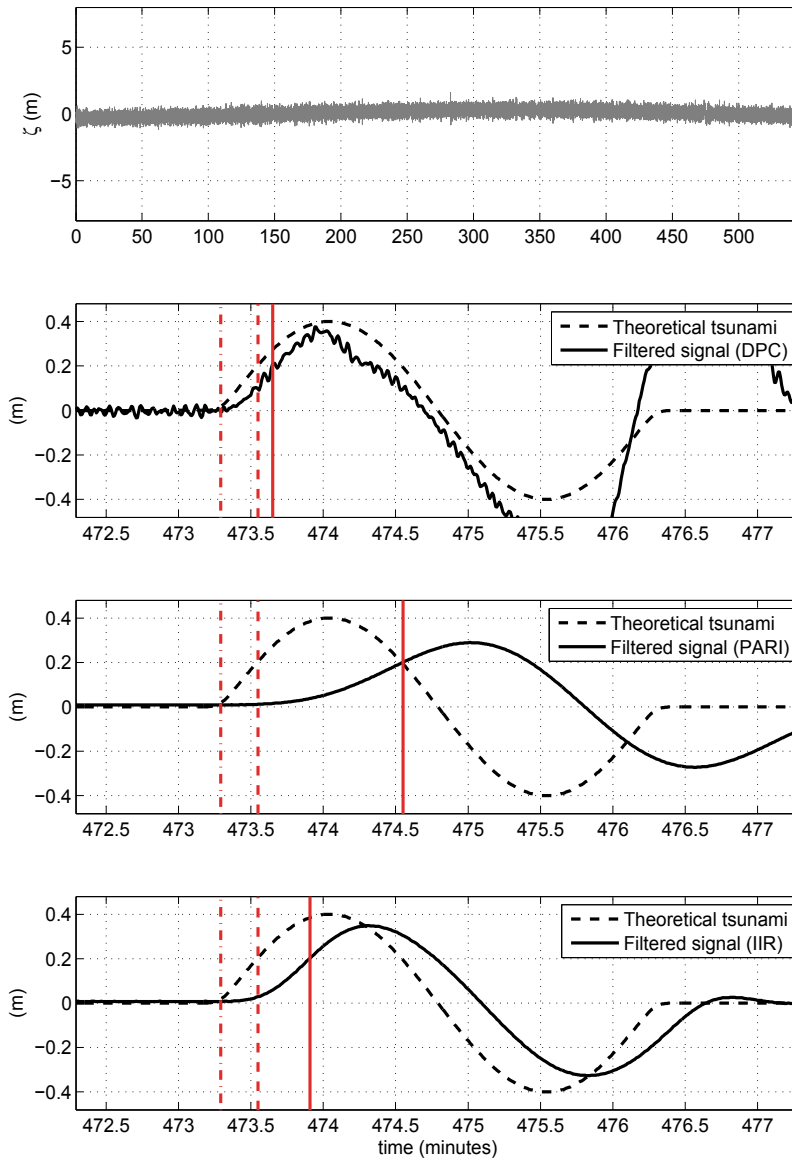 5
0
−5
ζ (m)
0 50 100 150 200 250 300 350 400 450 500
0.4
0.2
0
−0.2
−0.4
(m)
Theoretical tsunami
Filtered signal (DPC)
472.5 473 473.5 474 474.5 475 475.5 476 476.5 477
0.4
0.2
0
−0.2
−0.4
(m)
Theoretical tsunami
Filtered signal (PARI)
472.5 473 473.5 474 474.5 475 475.5 476 476.5 477
0.4
0.2
0
−0.2
−0.4
(m)
Theoretical tsunami
Filtered signal (IIR)
472.5 473 473.5 474 474.5 475 475.5 476 476.5 477
time (minutes)